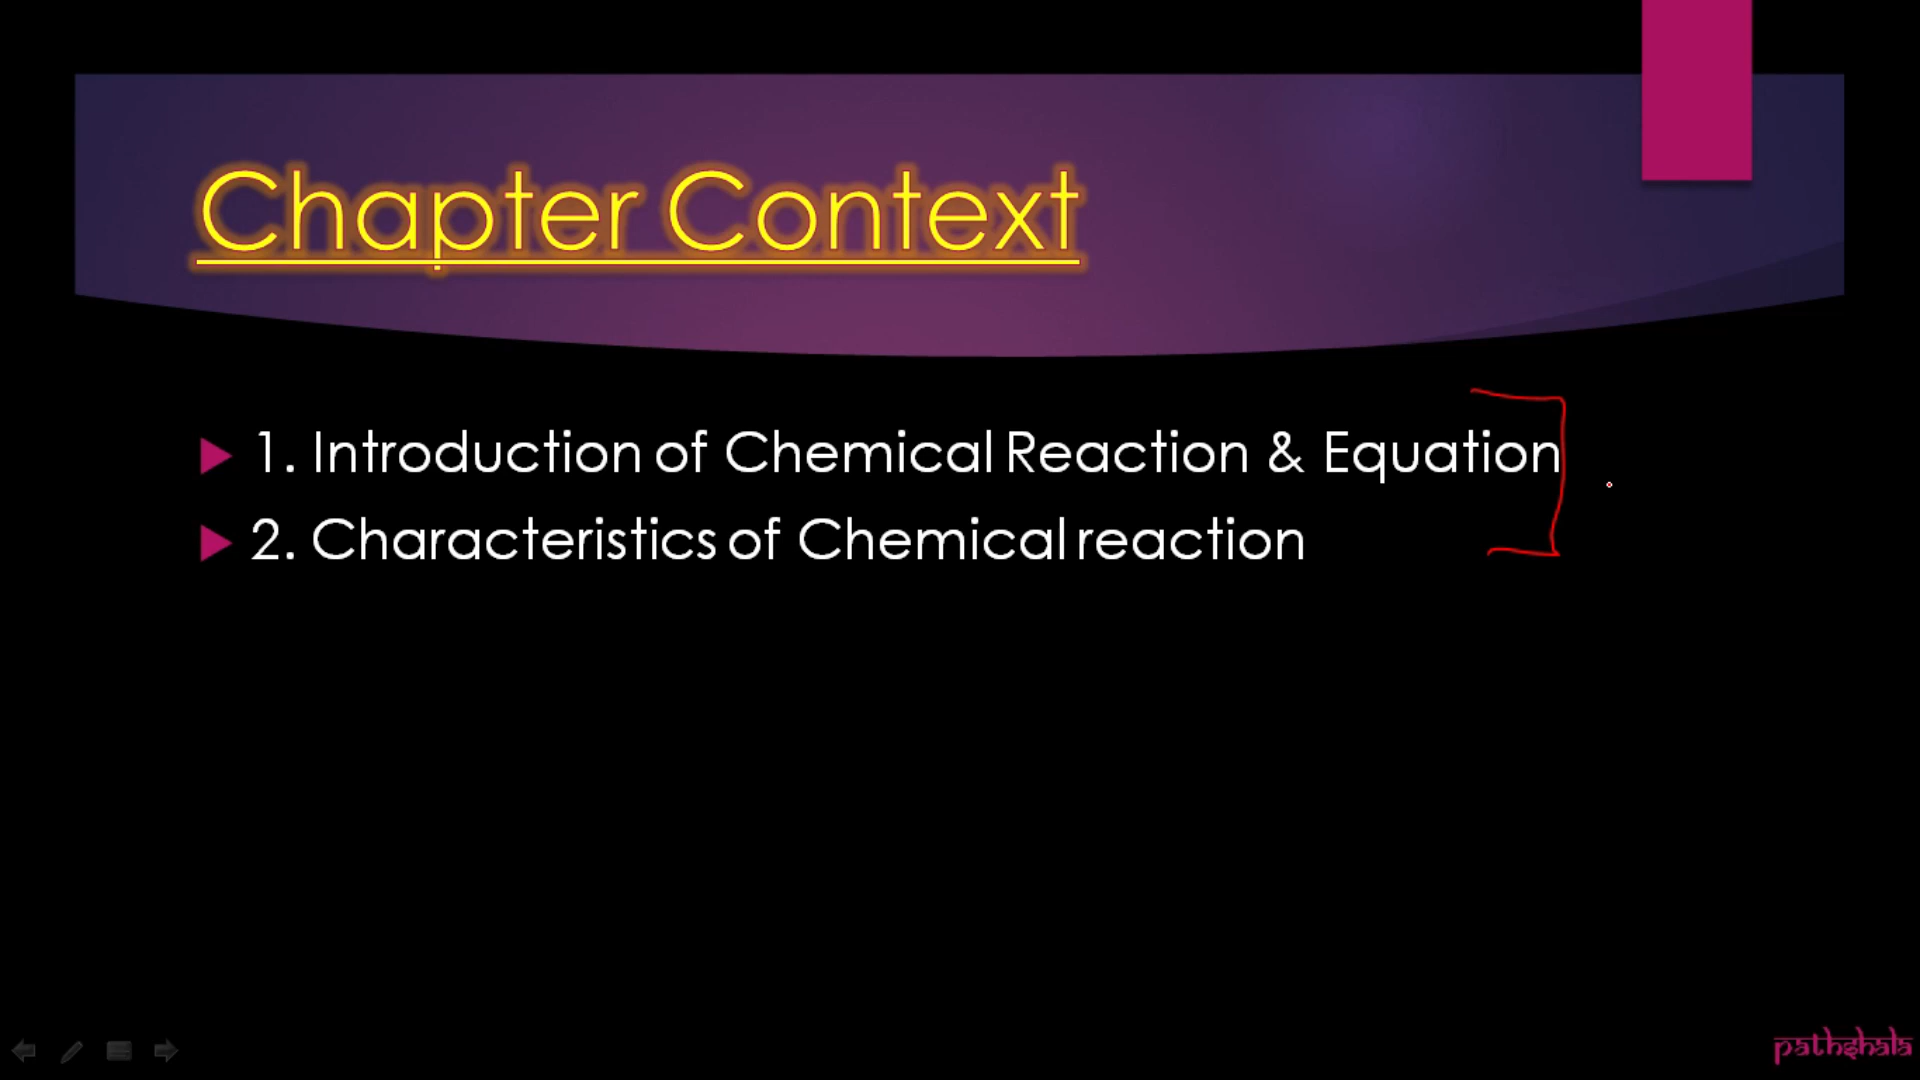 Chapter Context
1. Introduction of Chemical Reaction & Equation
2. Characteristics of Chemical reaction
pathshala